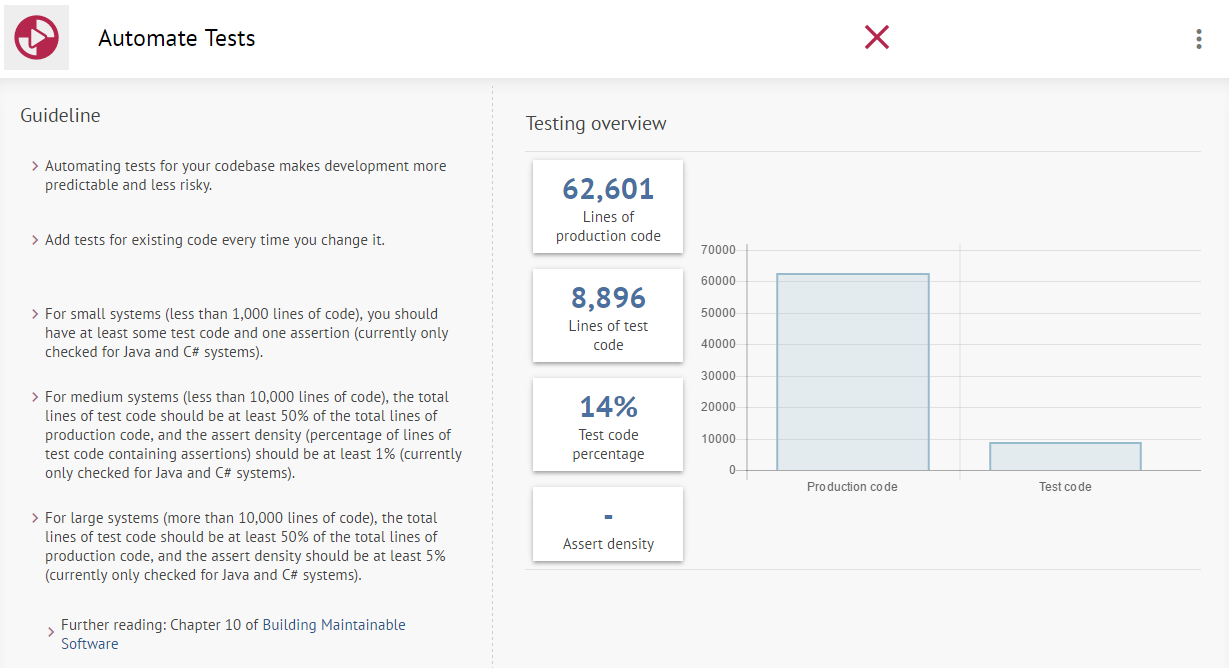 Automate Tests
Guideline
Automating tests for your codebase makes development more
predictable and less risky.
Add tests for existing code every time you change it.
For small systems (less than 1,000 lines of code), you should
have at least some test code and one assertion (currently only
checked for Java and C# systems).
For medium systems (less than 10,000 lines of code), the total
lines of test code should be at least 50% of the total lines of
production code, and the assert density (percentage of lines of
test code containing assertions) should be at least 1% (currently
only checked for Java and C# systems).
For large systems (more than 10,000 lines of code), the total
lines of test code should be at least 50% of the total lines of
production code, and the assert density should be at least 5%
(currently only checked for Java and C# systems).
Further reading: Chapter 10 of Building Maintainable
Software
Testing overview
62,601
Lines of
production code
8,896
Lines of test
code
14%
Test code
percentage
-
Assert density
70000
60000
50000
40000
30000
20000
10000
0
Production code
Test code